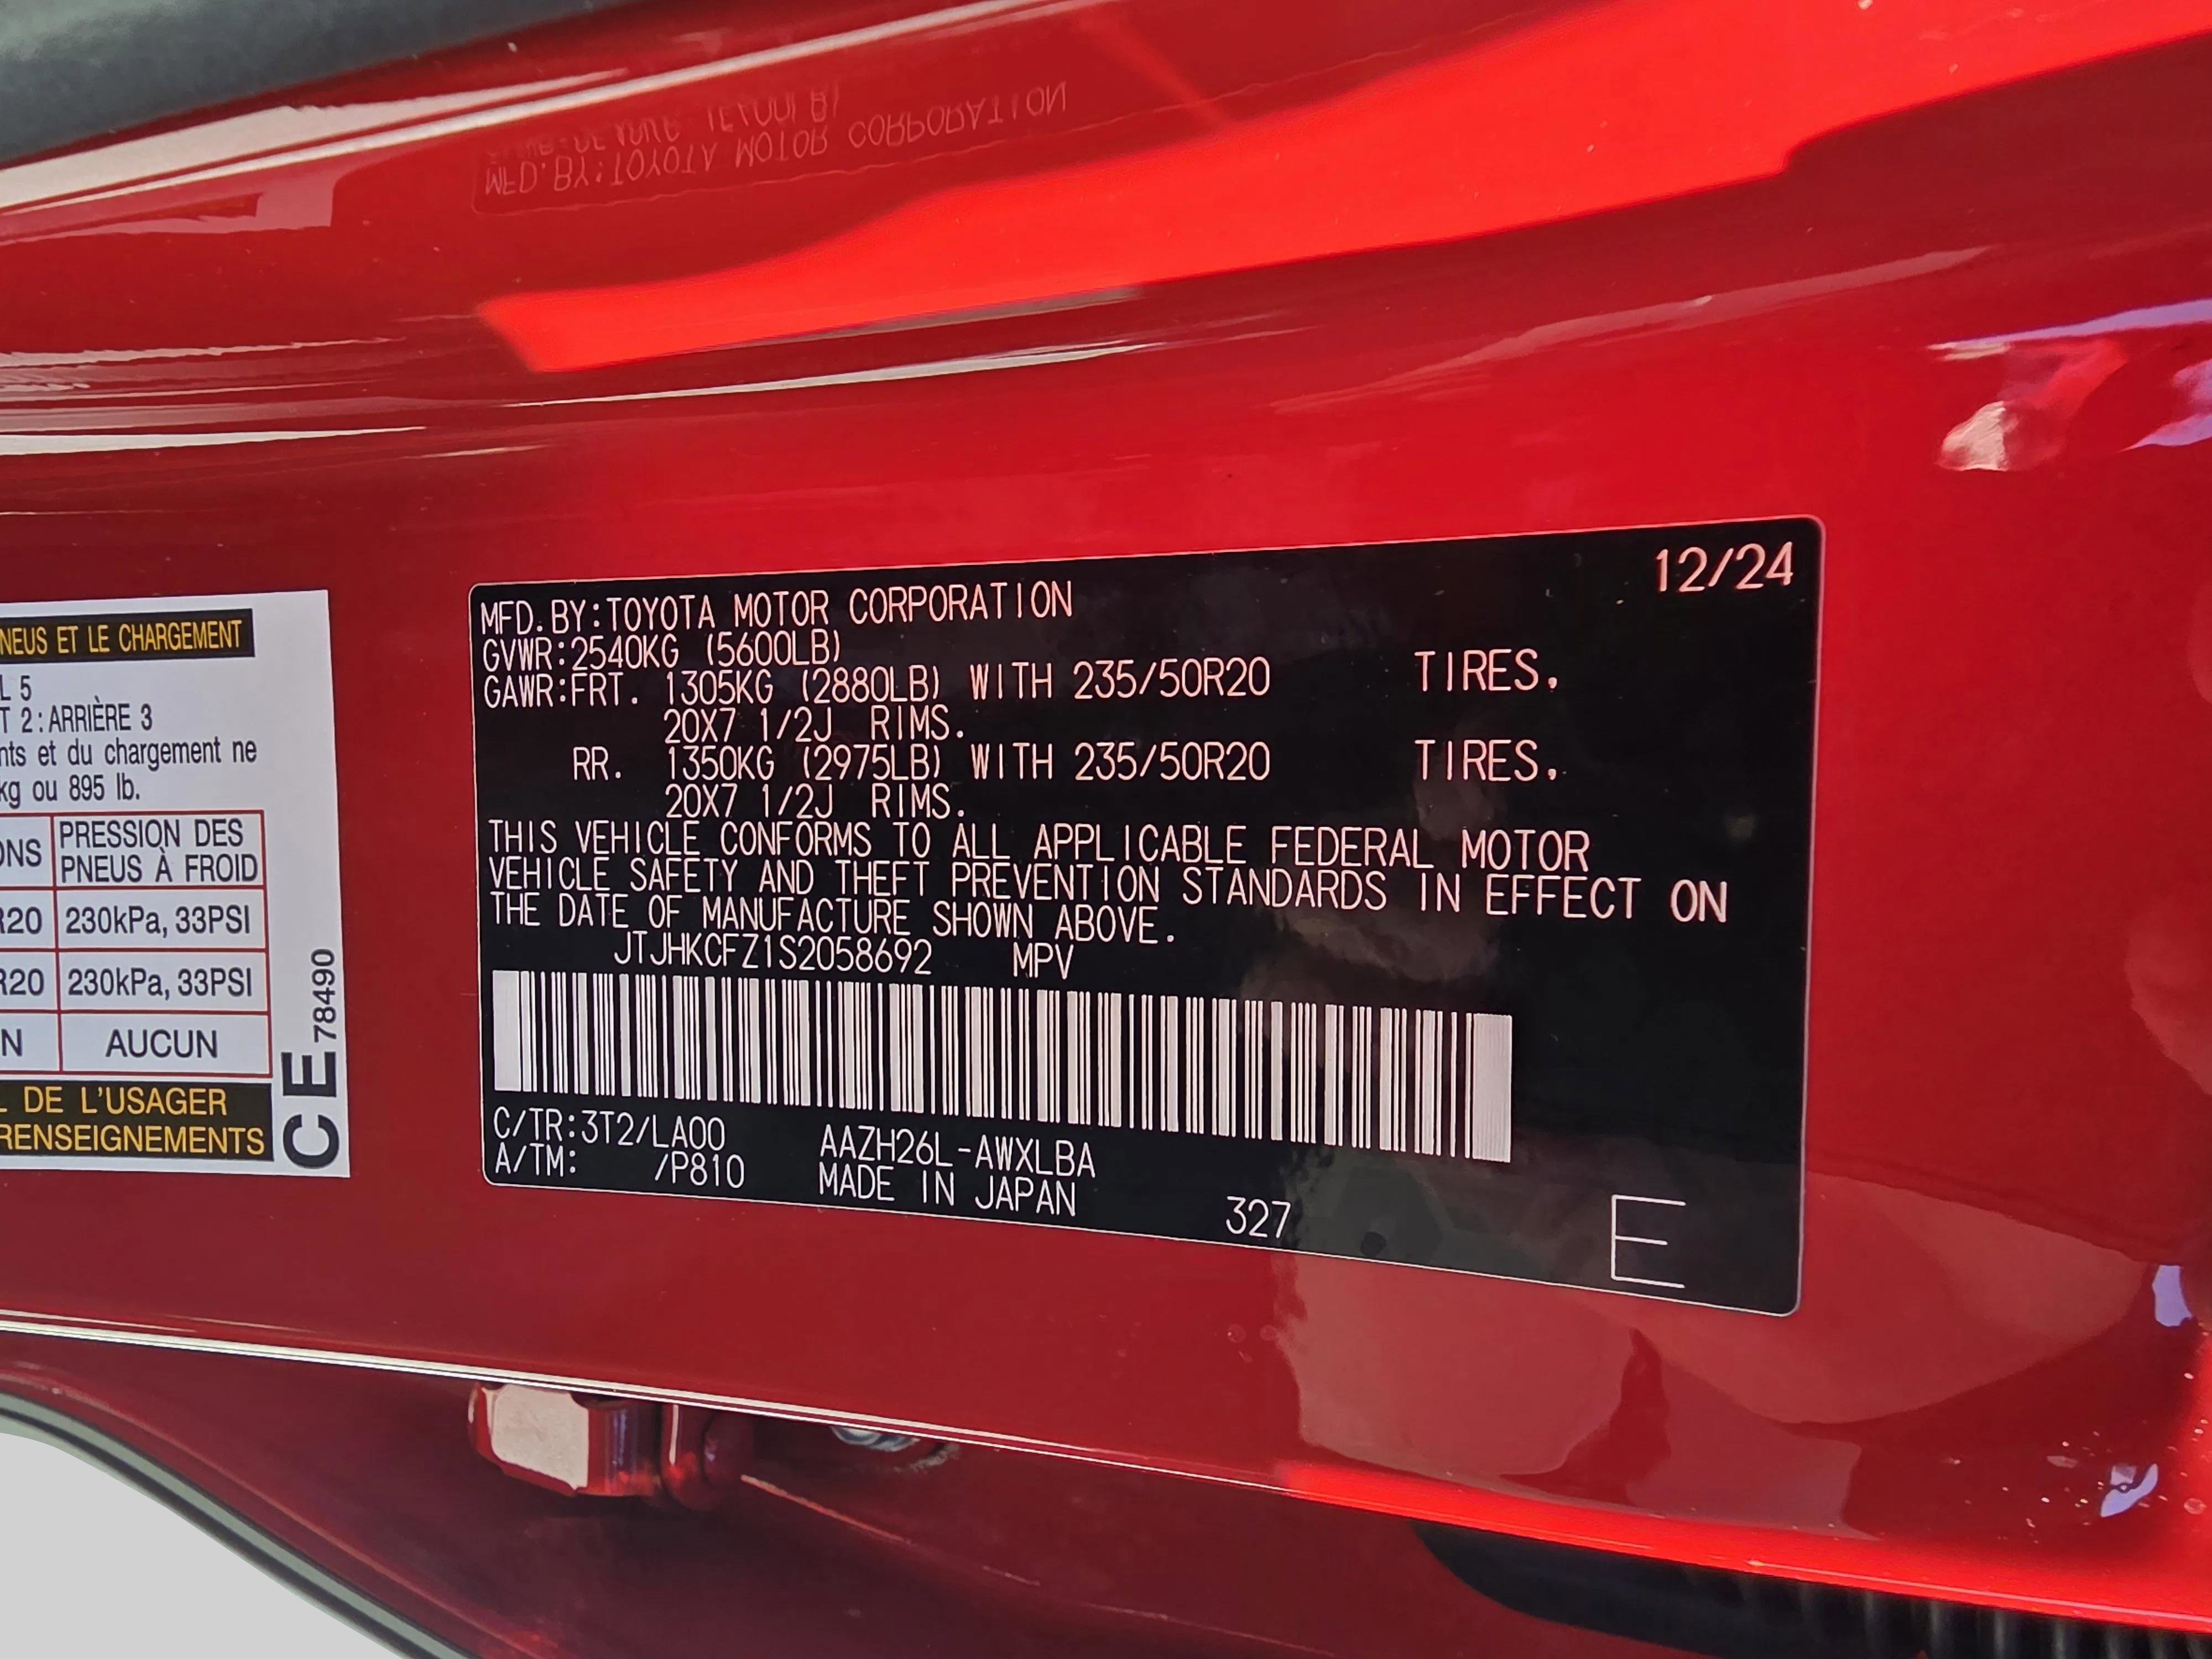 NEUS ET LE CHARGEMENT
L 5
T 2 : ARRIÈRE 3
nts et du chargement ne
kg ou 895 lb.
ONS PRESSION DES
PNEUS À FROID
R20 230kPa, 33PSI
R20 230kPa, 33PSI
N AUCUN
L DE L'USAGER
RENSEIGNEMENTS
CE 78490
12/24
MFD. BY:TOYOTA MOTOR CORPORATION
GVWR:2540KG (5600LB)
GAWR:FRT. 1305KG (2880LB) WITH 235/50R20 TIRES,
20X7 1/2J RIMS.
RR. 1350KG (2975LB) WITH 235/50R20 TIRES,
20X7 1/2J RIMS.
THIS VEHICLE CONFORMS TO ALL APPLICABLE FEDERAL MOTOR
VEHICLE SAFETY AND THEFT PREVENTION STANDARDS IN EFFECT ON
THE DATE OF MANUFACTURE SHOWN ABOVE.
JTJHKCFZ1S2058692 MPV
C/TR:3T2/LA00 AAZH26L-AWXLBA
A/TM: /P810 MADE IN JAPAN
327
E